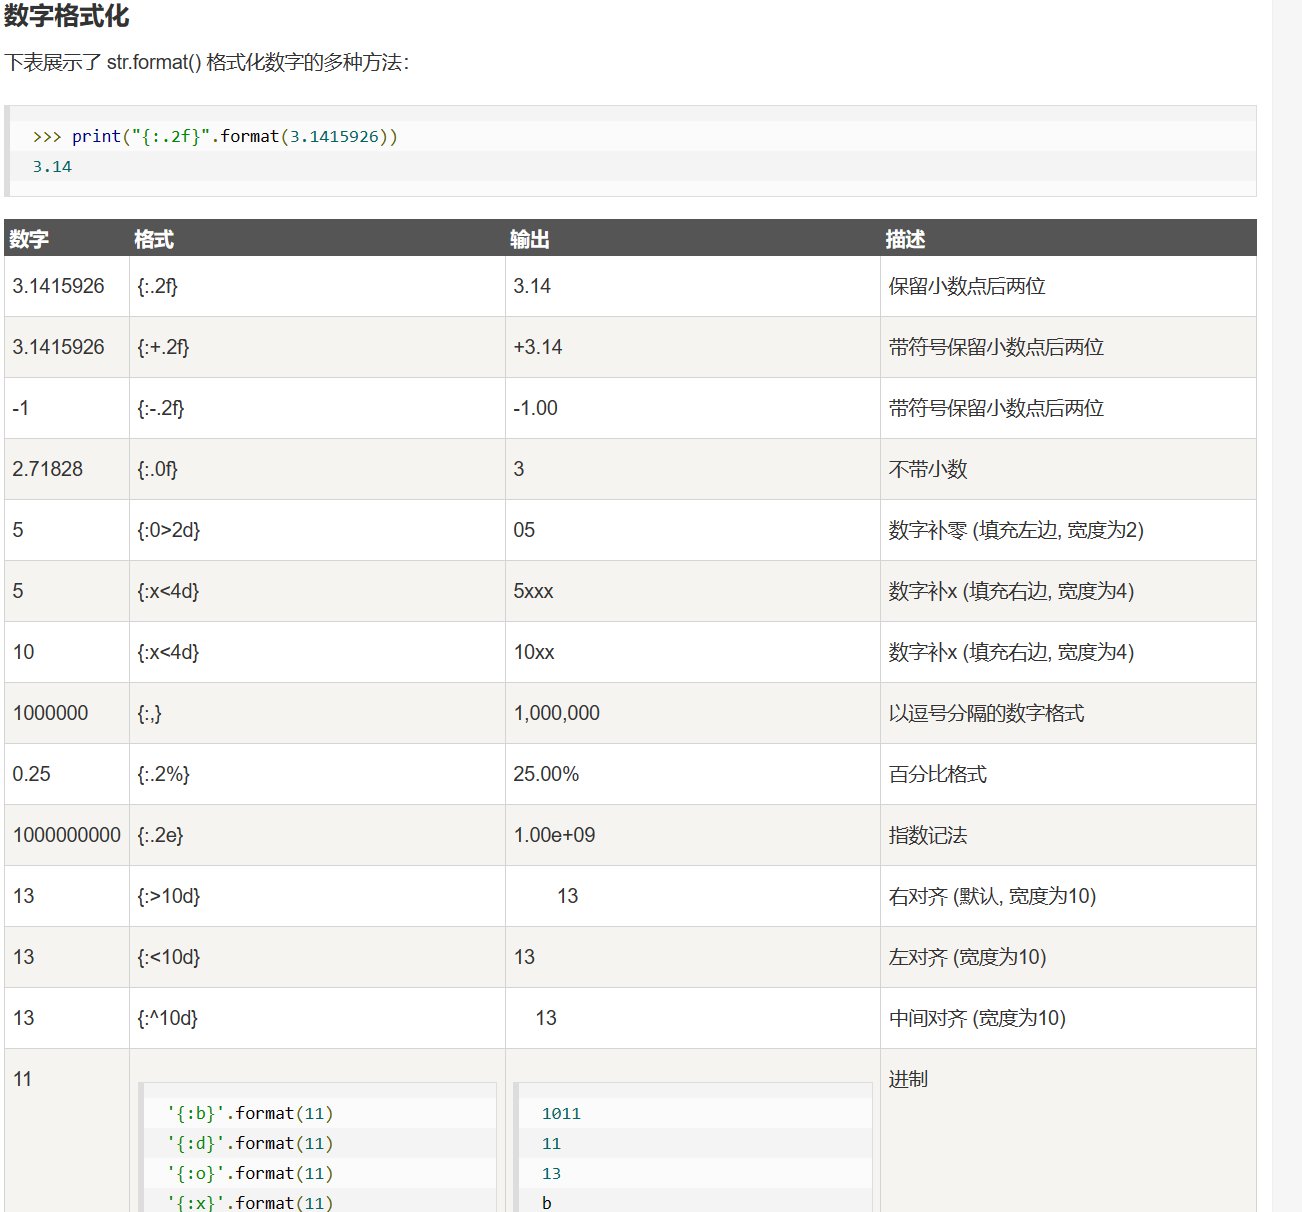 数字格式化
下表展示了 str.format() 格式化数字的多种方法：
>>> print("{:.2f}".format(3.1415926))
3.14
数字 格式 输出 描述
3.1415926 {:.2f} 3.14 保留小数点后两位
3.1415926 {:+.2f} +3.14 带符号保留小数点后两位
-1 {:-.2f} -1.00 带符号保留小数点后两位
2.71828 {:.0f} 3 不带小数
5 {:0>2d} 05 数字补零 (填充左边, 宽度为2)
5 {:x<4d} 5xxx 数字补x (填充右边, 宽度为4)
10 {:x<4d} 10xx 数字补x (填充右边, 宽度为4)
1000000 {:,} 1,000,000 以逗号分隔的数字格式
0.25 {:.2%} 25.00% 百分比格式
1000000000 {:.2e} 1.00e+09 指数记法
13 {:>10d} 13 右对齐 (默认, 宽度为10)
13 {:<10d} 13 左对齐 (宽度为10)
13 {:^10d} 13 中间对齐 (宽度为10)
11 进制
'{:b}'.format(11) 1011
'{:d}'.format(11) 11
'{:o}'.format(11) 13
'{:x}'.format(11) b